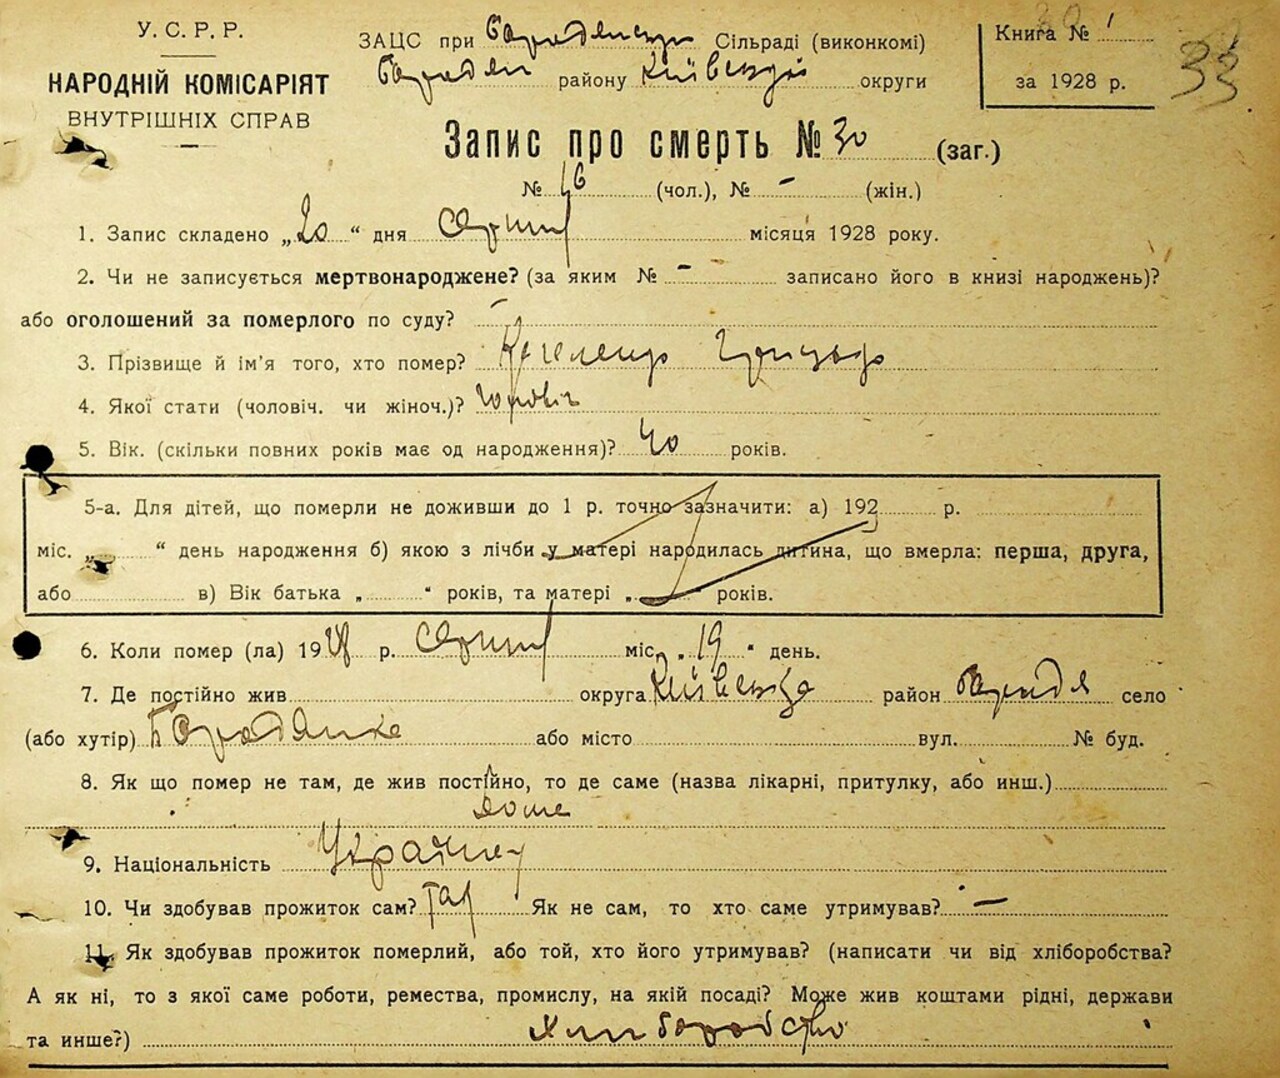 У. С. Р. Р.
НАРОДНІЙ КОМІСАРІЯТ
ВНУТРІШНІХ СПРАВ
ЗАЦС при Сільраді (виконкомі)
району Київської округи
Книга № 1
за 1928 р.
33
Запис про смерть № 30 (заг.)
№ 16 (чол.), № – (жін.)
1. Запис складено „20“ дня місяця 1928 року.
2. Чи не записується мертвонароджене? (за яким № – записано його в книзі народжень)?
або оголошений за померлого по суду? –
3. Прізвище й ім'я того, хто помер?
4. Якої стати (чоловіч. чи жіноч.)? чоловіч
5. Вік. (скільки повних років має од народження)? 40 років.
5-а. Для дітей, що померли не доживши до 1 р. точно зазначити: а) 192 р.
міс. „ “ день народження б) якою з лічби у матері народилась дитина, що вмерла: перша, друга,
або в) Вік батька „ “ років, та матері „ “ років.
6. Коли помер (ла) 1928 р. міс. „19“ день.
7. Де постійно жив округа Київська район село
(або хутір) Бородянка або місто вул. № буд.
8. Як що помер не там, де жив постійно, то де саме (назва лікарні, притулку, або инш.)
дома
9. Національність
10. Чи здобував прожиток сам? так Як не сам, то хто саме утримував? –
11. Як здобував прожиток померлий, або той, хто його утримував? (написати чи від хліборобства?
А як ні, то з якої саме роботи, ремества, промислу, на якій посаді? Може жив коштами рідні, держави
та инше?) хліборобство